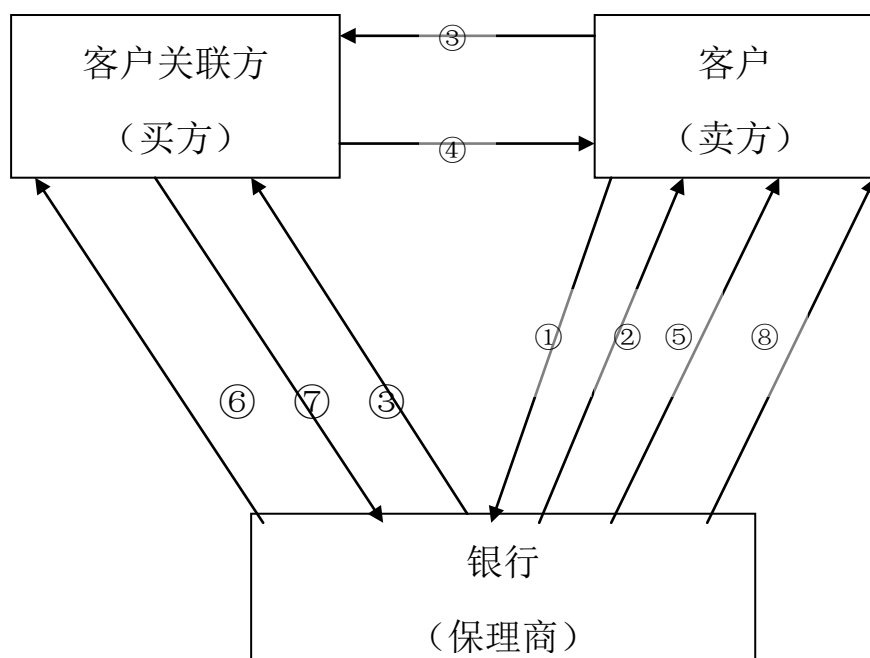 客户关联方
（买方）
③
④
客户
（卖方）
①
②
⑤
⑧
⑥
⑦
③
银行
（保理商）